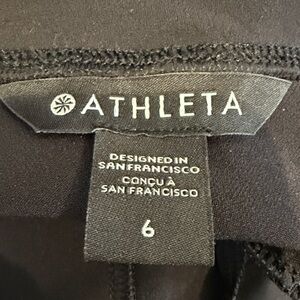 ATHLETA
DESIGNED IN
SAN FRANCISCO
CONÇU À
SAN FRANCISCO
6